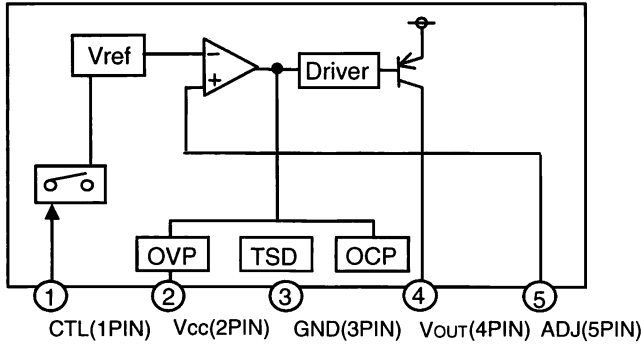 Vref
−
+
Driver
OVP
TSD
OCP
1
2
3
4
5
CTL(1PIN)
Vcc(2PIN)
GND(3PIN)
VOUT(4PIN)
ADJ(5PIN)